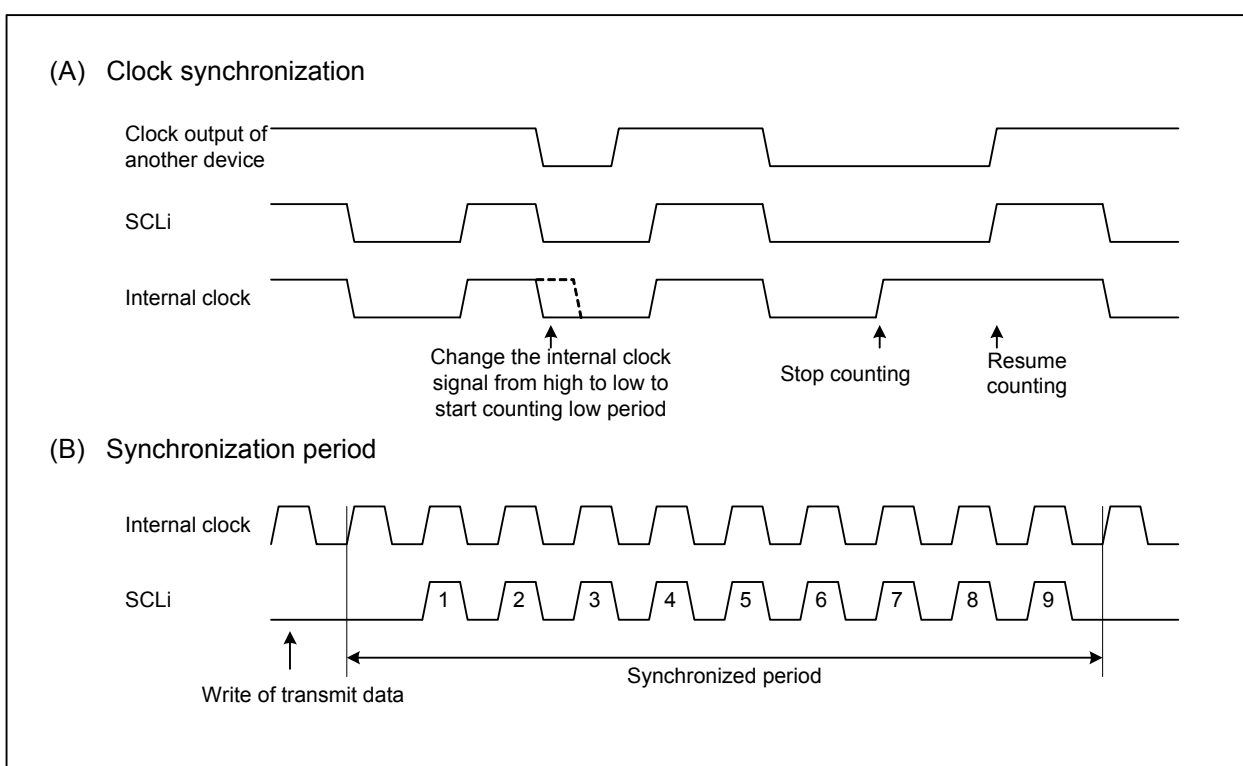 (A) Clock synchronization
Clock output of
another device
SCLi
Internal clock
Change the internal clock
signal from high to low to
start counting low period
Stop counting
Resume
counting
(B) Synchronization period
Internal clock
SCLi
1 2 3 4 5 6 7 8 9
Synchronized period
Write of transmit data